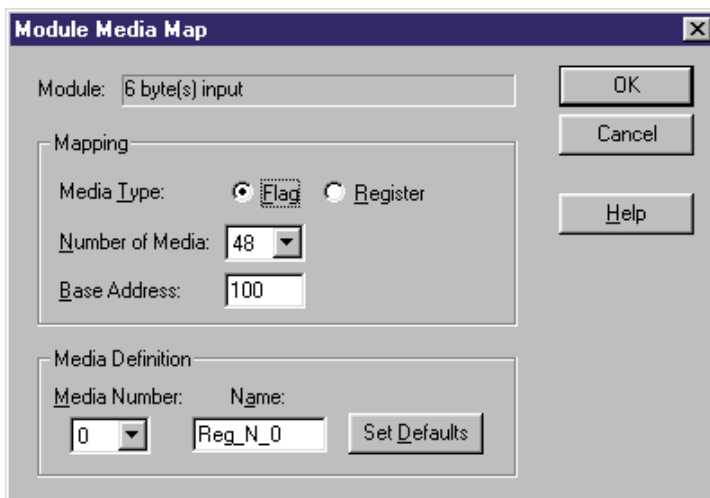 Module Media Map
Module: 6 byte(s) input
OK
Cancel
Help
Mapping
Media Type: Flag Register
Number of Media: 48
Base Address: 100
Media Definition
Media Number: Name:
0 Reg_N_0 Set Defaults